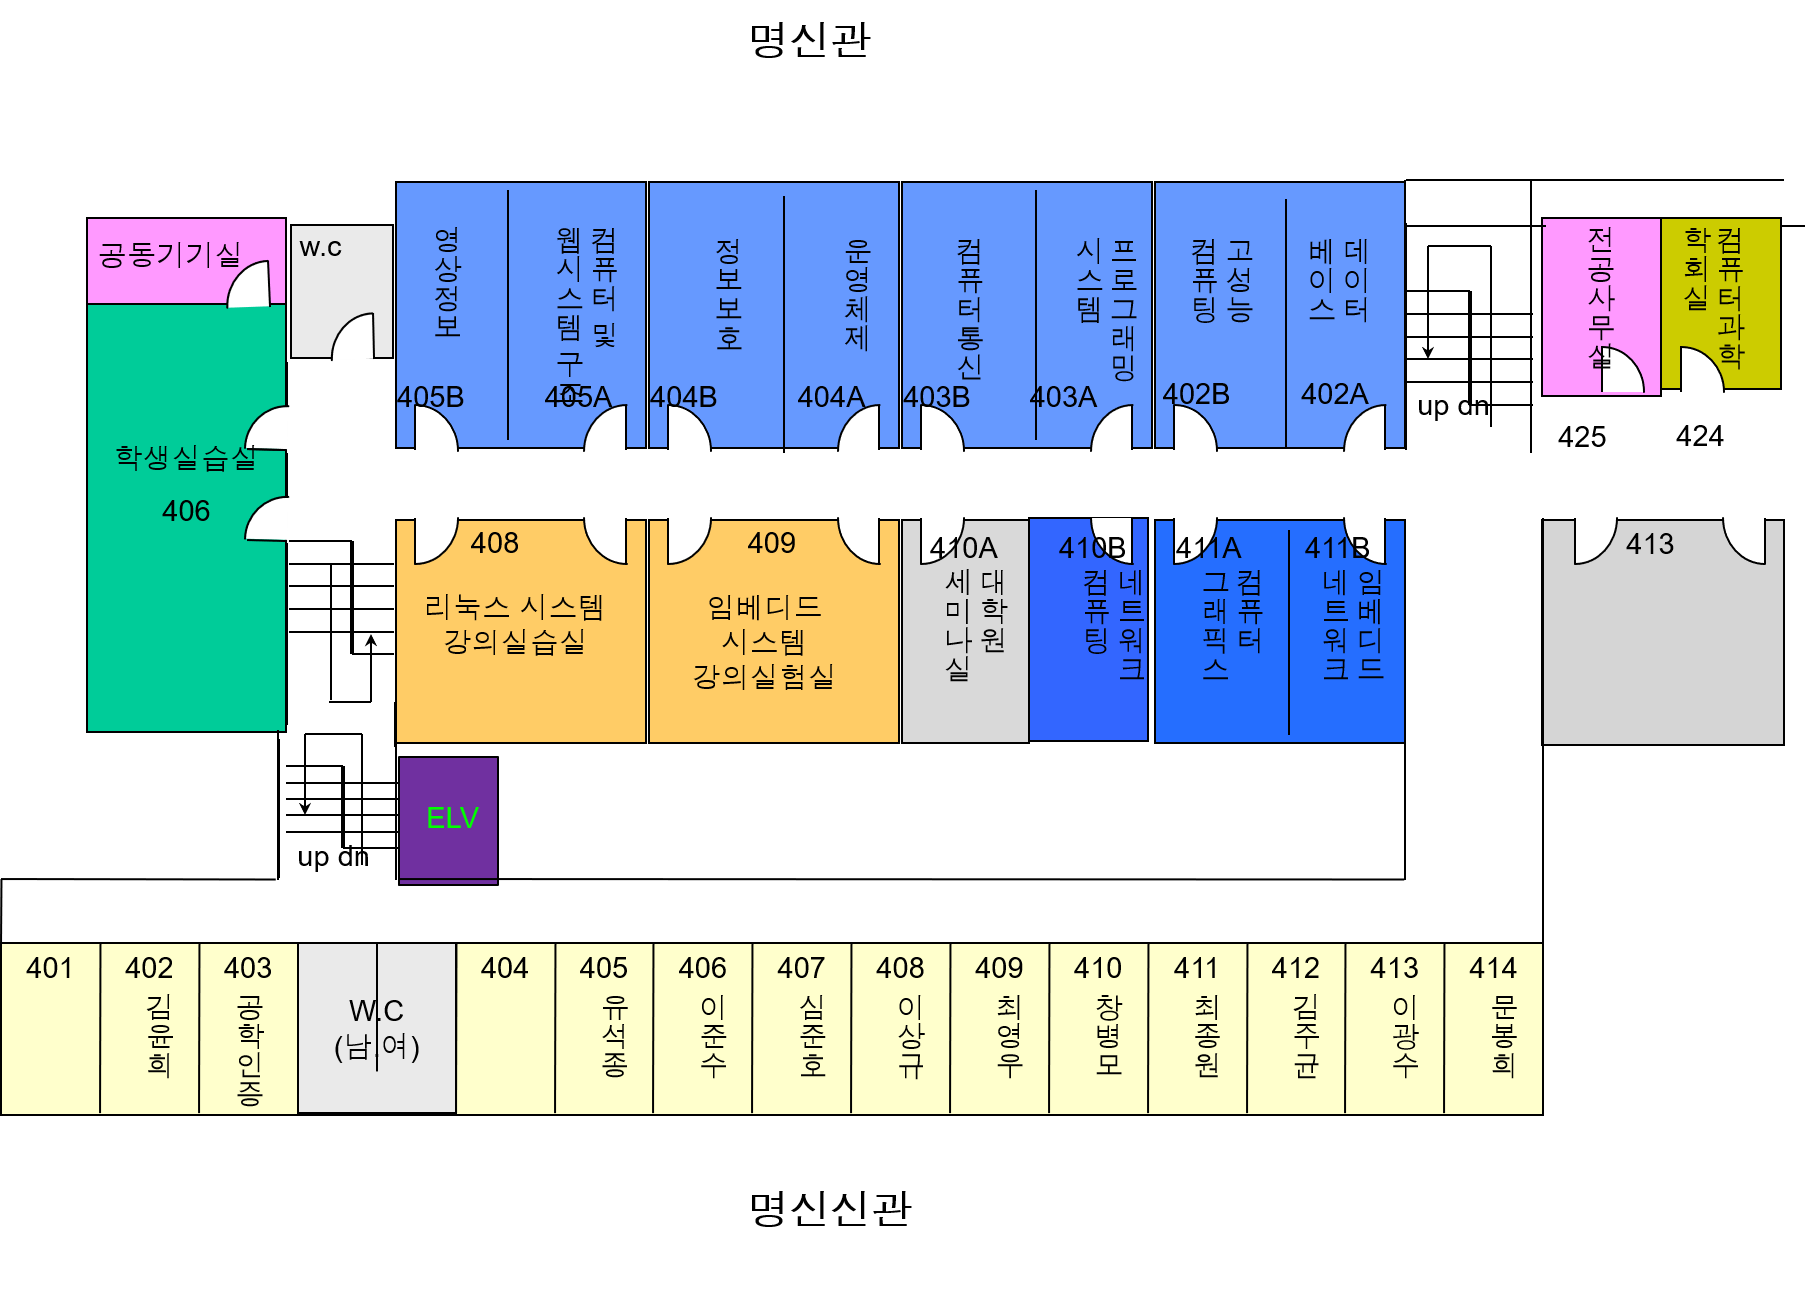 명신관
공동기기실
w.c
영상정보
405B
컴퓨터 및
웹시스템 구조
405A
정보보호
404B
운영체제
404A
컴퓨터통신
403B
프로그래밍
시스템
403A
고성능
컴퓨팅
402B
데이터
베이스
402A
up dn
전공사무실
425
컴퓨터과학
학회실
424
학생실습실
406
408
리눅스 시스템
강의실습실
409
임베디드
시스템
강의실험실
410A
대학원
세미나실
410B
네트워크
컴퓨팅
411A
컴퓨터
그래픽스
411B
임베디드
네트워크
413
ELV
up dn
401
402
김윤희
403
공학인증
W.C
(남.여)
404
405
유석종
406
이준수
407
심준호
408
이상규
409
최영우
410
창병모
411
최종원
412
김주균
413
이광수
414
문봉희
명신신관